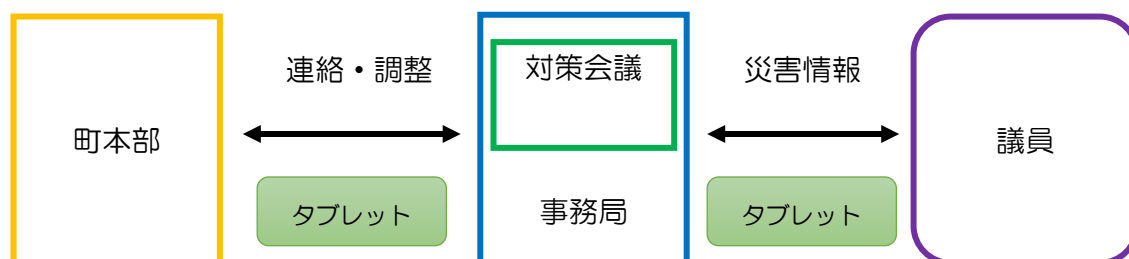 対策会議
連絡・調整
災害情報
町本部
議員
事務局
タブレット
タブレット